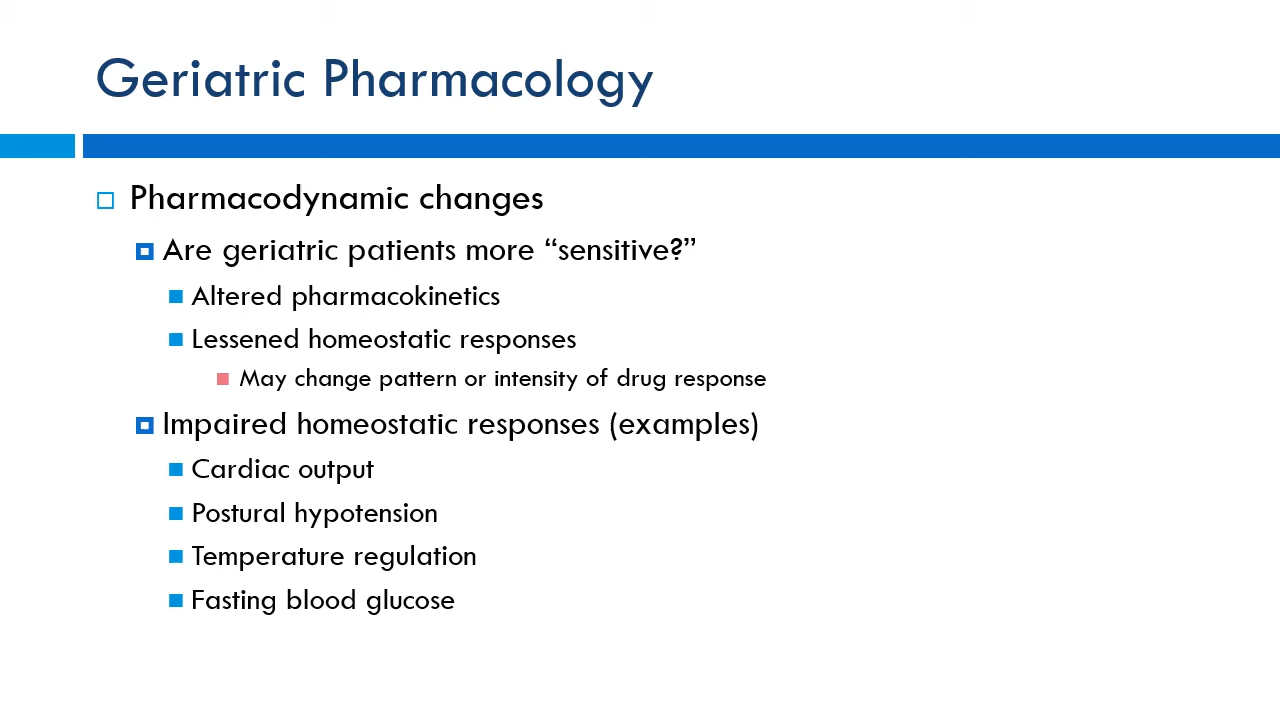 Geriatric Pharmacology
Pharmacodynamic changes
Are geriatric patients more “sensitive?”
Altered pharmacokinetics
Lessened homeostatic responses
May change pattern or intensity of drug response
Impaired homeostatic responses (examples)
Cardiac output
Postural hypotension
Temperature regulation
Fasting blood glucose